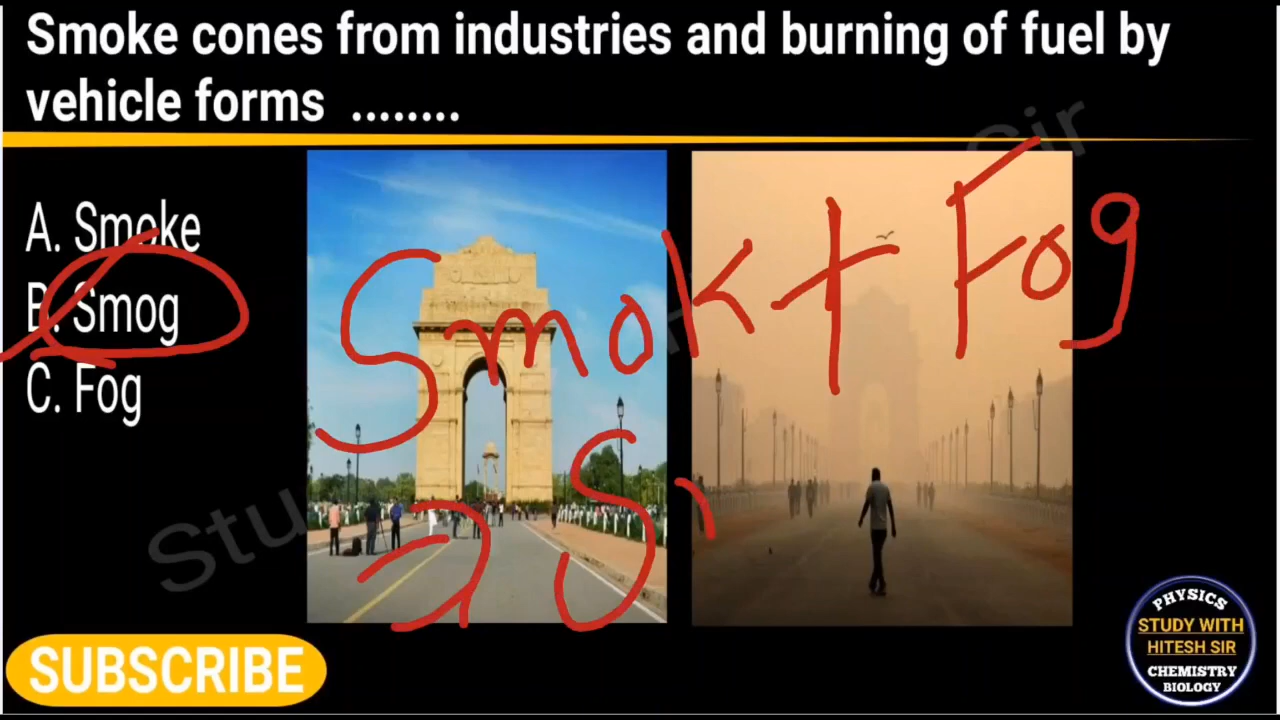 Smoke cones from industries and burning of fuel by
vehicle forms ........
A. Smoke
B. Smog
C. Fog
Smok + Fog
SUBSCRIBE
PHYSICS
STUDY WITH
HITESH SIR
CHEMISTRY
BIOLOGY